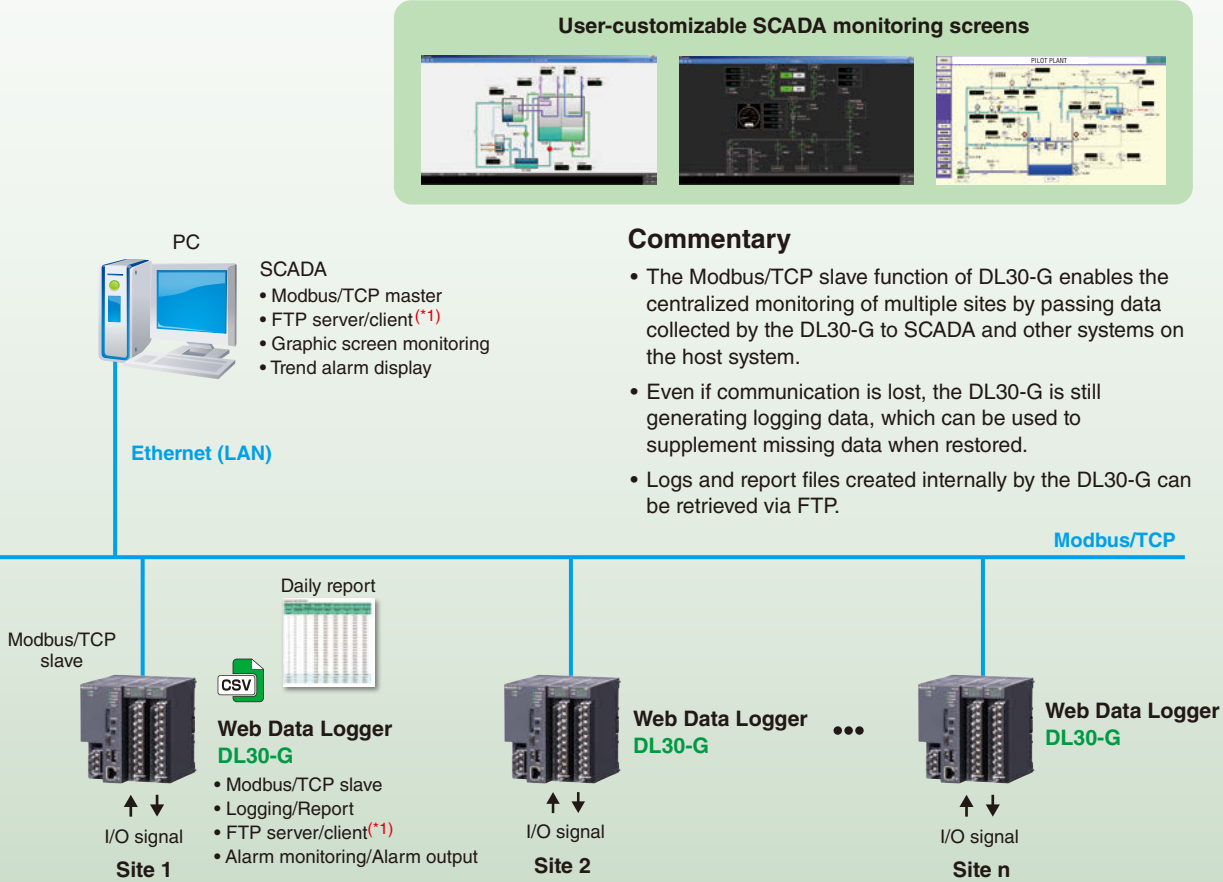 User-customizable SCADA monitoring screens
PILOT PLANT
PC
SCADA
• Modbus/TCP master
• FTP server/client(*1)
• Graphic screen monitoring
• Trend alarm display
Ethernet (LAN)
Commentary
• The Modbus/TCP slave function of DL30-G enables the
centralized monitoring of multiple sites by passing data
collected by the DL30-G to SCADA and other systems on
the host system.
• Even if communication is lost, the DL30-G is still
generating logging data, which can be used to
supplement missing data when restored.
• Logs and report files created internally by the DL30-G can
be retrieved via FTP.
Modbus/TCP
Modbus/TCP
slave
Daily report
CSV
Web Data Logger
DL30-G
• Modbus/TCP slave
• Logging/Report
• FTP server/client(*1)
• Alarm monitoring/Alarm output
I/O signal
Site 1
Web Data Logger
DL30-G
•••
I/O signal
Site 2
Web Data Logger
DL30-G
I/O signal
Site n